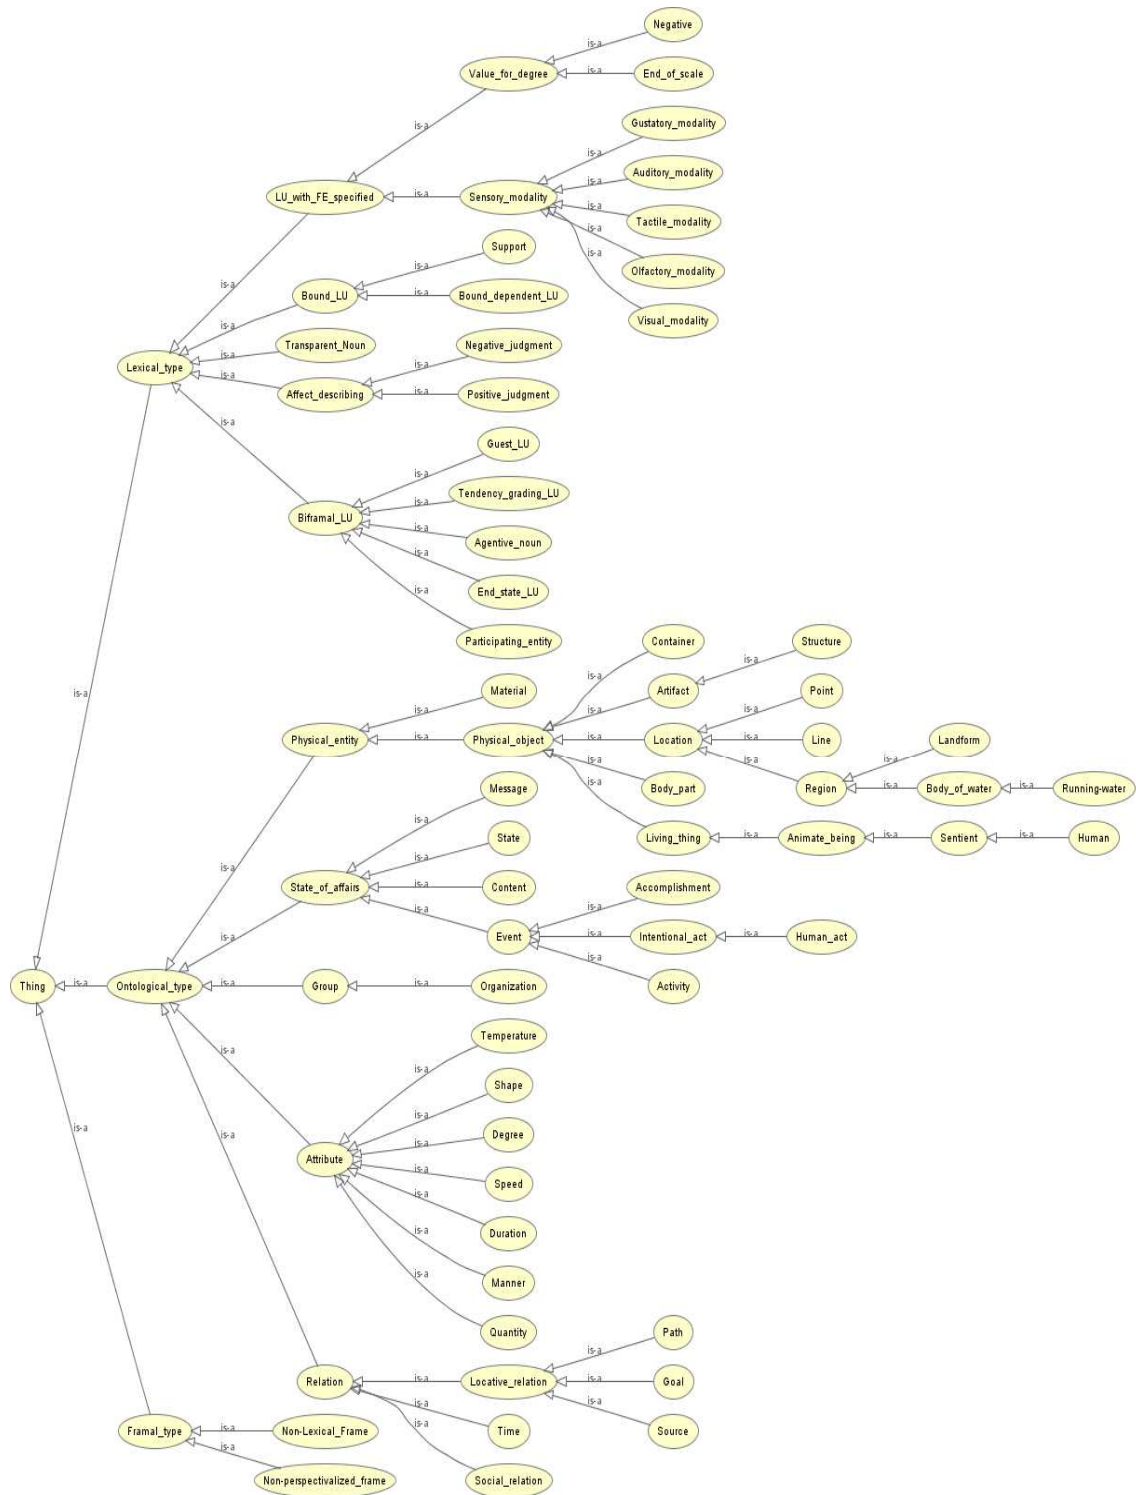 Negative
is-a
Value_for_degree
is-a
End_of_scale
is-a
Gustatory_modality
is-a
is-a
Auditory_modality
LU_with_FE_specified
is-a
Sensory_modality
is-a
Tactile_modality
is-a
Olfactory_modality
is-a
Visual_modality
is-a
Support
is-a
Bound_LU
is-a
Bound_dependent_LU
is-a
Transparent_Noun
is-a
Negative_judgment
Lexical_type
is-a
is-a
Affect_describing
is-a
Positive_judgment
is-a
Guest_LU
is-a
Tendency_grading_LU
is-a
Biframal_LU
is-a
Agentive_noun
is-a
End_state_LU
is-a
Participating_entity
is-a
Container
Structure
is-a
is-a
Material
Artifact
Point
is-a
is-a
is-a
Physical_entity
is-a
Physical_object
is-a
Location
is-a
Line
Landform
is-a
is-a
is-a
Body_part
Region
is-a
Body_of_water
is-a
Running-water
is-a
Message
is-a
Living_thing
is-a
Animate_being
is-a
Sentient
is-a
Human
is-a
State
is-a
State_of_affairs
is-a
Content
Accomplishment
is-a
is-a
is-a
Event
is-a
Intentional_act
is-a
Human_act
is-a
Activity
Thing
is-a
Ontological_type
is-a
Group
is-a
Organization
is-a
Temperature
is-a
Shape
is-a
Degree
is-a
Attribute
is-a
Speed
is-a
Duration
is-a
Manner
is-a
Quantity
is-a
is-a
Path
is-a
Relation
is-a
Locative_relation
is-a
Goal
is-a
Source
is-a
Time
is-a
Social_relation
Framal_type
is-a
Non-Lexical_Frame
is-a
Non-perspectivalized_frame